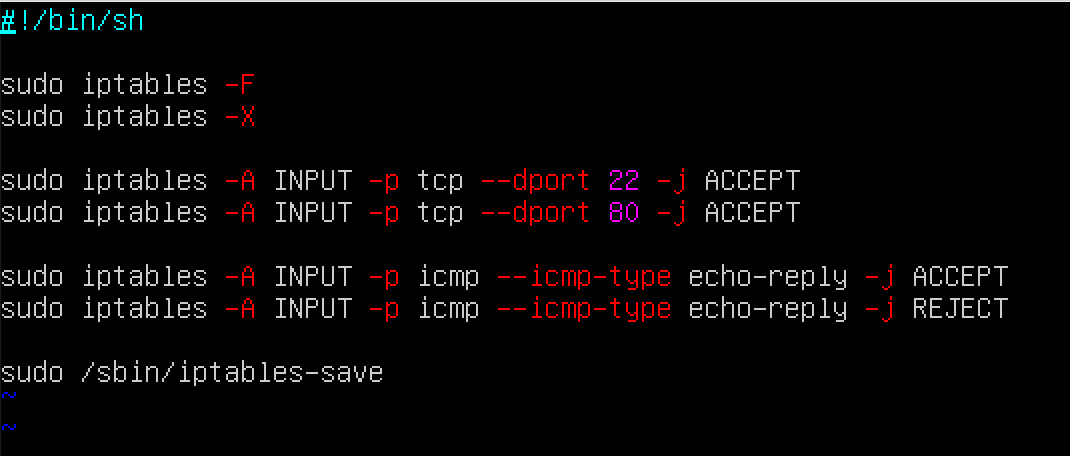 #!/bin/sh
sudo iptables -F
sudo iptables -X
sudo iptables -A INPUT -p tcp --dport 22 -j ACCEPT
sudo iptables -A INPUT -p tcp --dport 80 -j ACCEPT
sudo iptables -A INPUT -p icmp --icmp-type echo-reply -j ACCEPT
sudo iptables -A INPUT -p icmp --icmp-type echo-reply -j REJECT
sudo /sbin/iptables-save
~
~